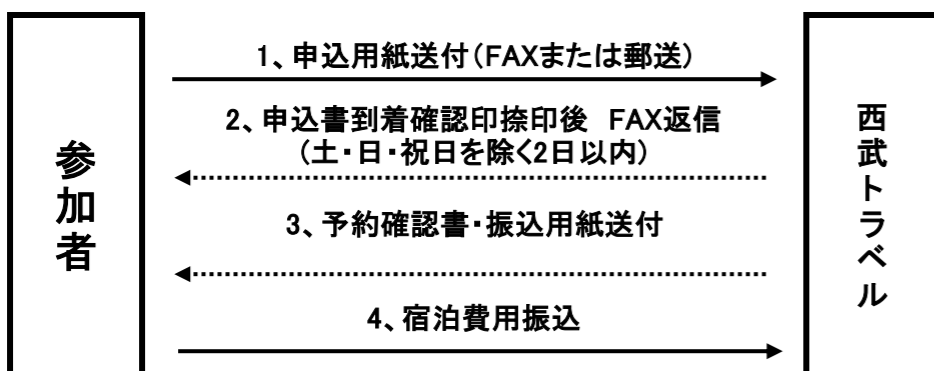 参加者
1、申込用紙送付(FAXまたは郵送)
2、申込書到着確認印捺印後 FAX返信
(土・日・祝日を除く2日以内)
3、予約確認書・振込用紙送付
4、宿泊費用振込
西武トラベル